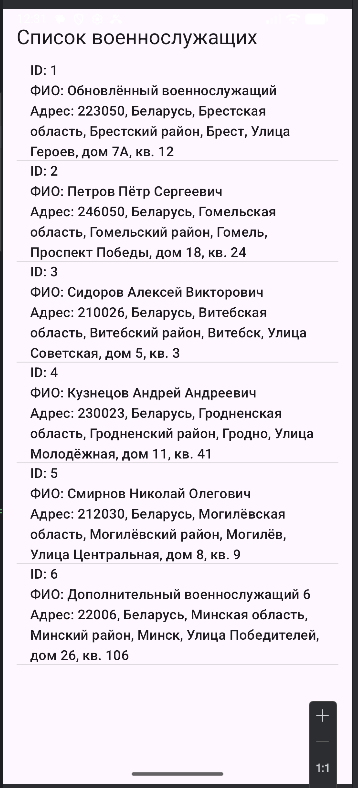 Список военнослужащих
ID: 1
ФИО: Обновлённый военнослужащий
Адрес: 223050, Беларусь, Брестская
область, Брестский район, Брест, Улица
Героев, дом 7А, кв. 12
ID: 2
ФИО: Петров Пётр Сергеевич
Адрес: 246050, Беларусь, Гомельская
область, Гомельский район, Гомель,
Проспект Победы, дом 18, кв. 24
ID: 3
ФИО: Сидоров Алексей Викторович
Адрес: 210026, Беларусь, Витебская
область, Витебский район, Витебск, Улица
Советская, дом 5, кв. 3
ID: 4
ФИО: Кузнецов Андрей Андреевич
Адрес: 230023, Беларусь, Гродненская
область, Гродненский район, Гродно, Улица
Молодёжная, дом 11, кв. 41
ID: 5
ФИО: Смирнов Николай Олегович
Адрес: 212030, Беларусь, Могилёвская
область, Могилёвский район, Могилёв,
Улица Центральная, дом 8, кв. 9
ID: 6
ФИО: Дополнительный военнослужащий 6
Адрес: 22006, Беларусь, Минская область,
Минский район, Минск, Улица Победителей,
дом 26, кв. 106
1:1